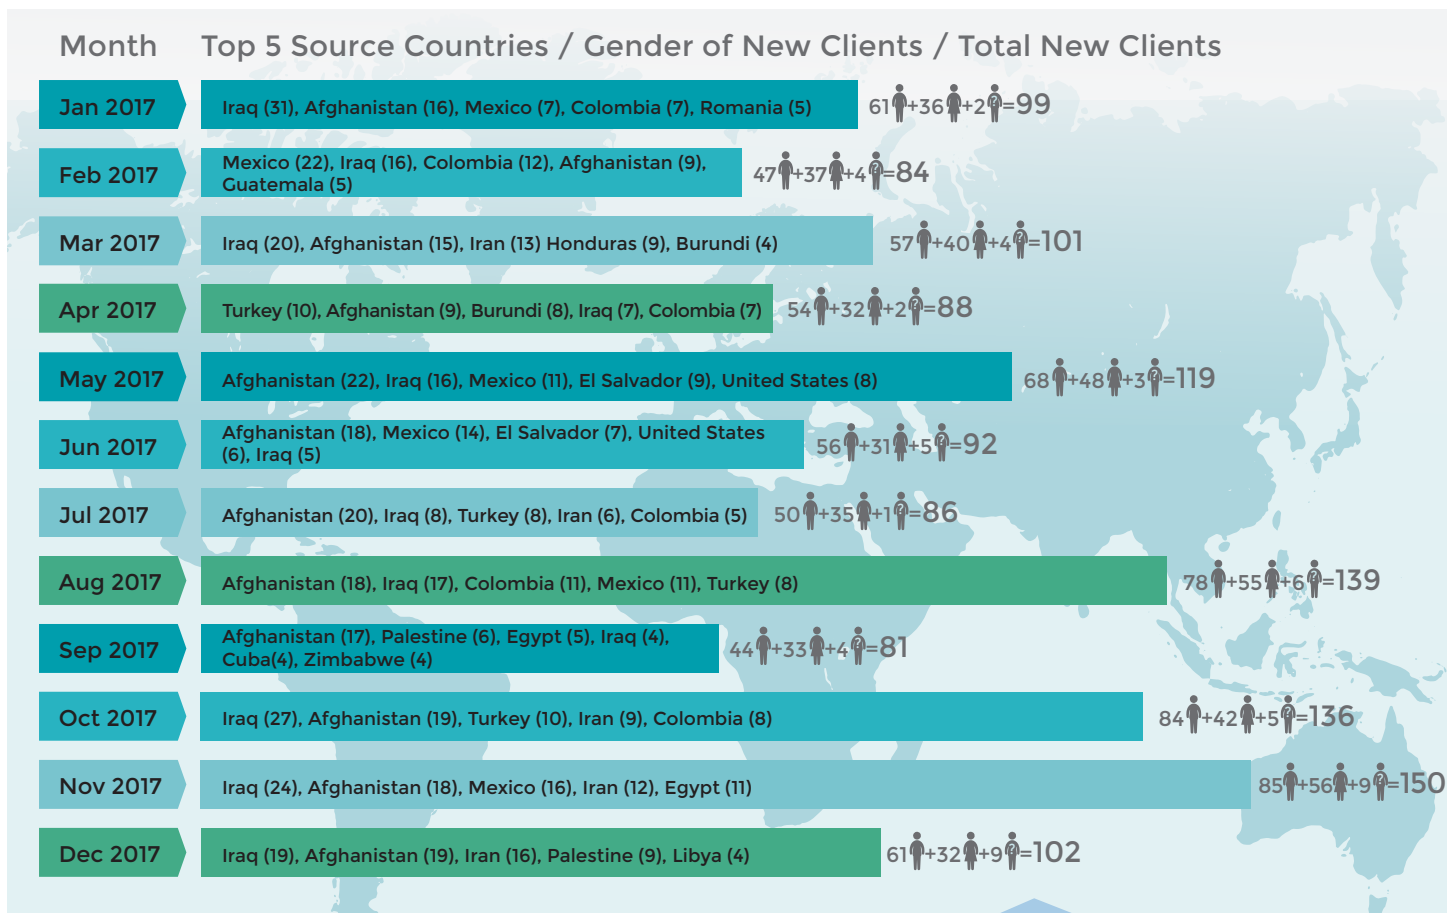 Month Top 5 Source Countries / Gender of New Clients / Total New Clients
Jan 2017 Iraq (31), Afghanistan (16), Mexico (7), Colombia (7), Romania (5) 61+36+2?=99
Feb 2017 Mexico (22), Iraq (16), Colombia (12), Afghanistan (9),
Guatemala (5) 47+37+4?=84
Mar 2017 Iraq (20), Afghanistan (15), Iran (13) Honduras (9), Burundi (4) 57+40+4?=101
Apr 2017 Turkey (10), Afghanistan (9), Burundi (8), Iraq (7), Colombia (7) 54+32+2?=88
May 2017 Afghanistan (22), Iraq (16), Mexico (11), El Salvador (9), United States (8) 68+48+3?=119
Jun 2017 Afghanistan (18), Mexico (14), El Salvador (7), United States
(6), Iraq (5) 56+31+5?=92
Jul 2017 Afghanistan (20), Iraq (8), Turkey (8), Iran (6), Colombia (5) 50+35+1?=86
Aug 2017 Afghanistan (18), Iraq (17), Colombia (11), Mexico (11), Turkey (8) 78+55+6?=139
Sep 2017 Afghanistan (17), Palestine (6), Egypt (5), Iraq (4),
Cuba(4), Zimbabwe (4) 44+33+4?=81
Oct 2017 Iraq (27), Afghanistan (19), Turkey (10), Iran (9), Colombia (8) 84+42+5?=136
Nov 2017 Iraq (24), Afghanistan (18), Mexico (16), Iran (12), Egypt (11) 85+56+9?=150
Dec 2017 Iraq (19), Afghanistan (19), Iran (16), Palestine (9), Libya (4) 61+32+9?=102